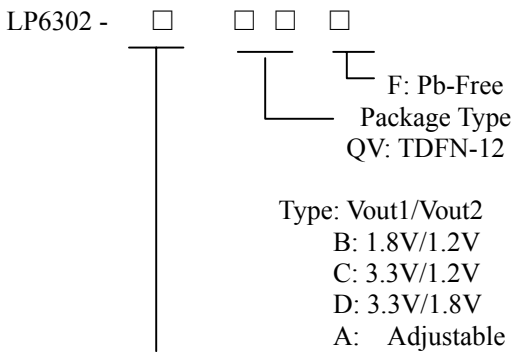 LP6302 - □ □ □ □
F: Pb-Free
Package Type
QV: TDFN-12
Type: Vout1/Vout2
B: 1.8V/1.2V
C: 3.3V/1.2V
D: 3.3V/1.8V
A: Adjustable